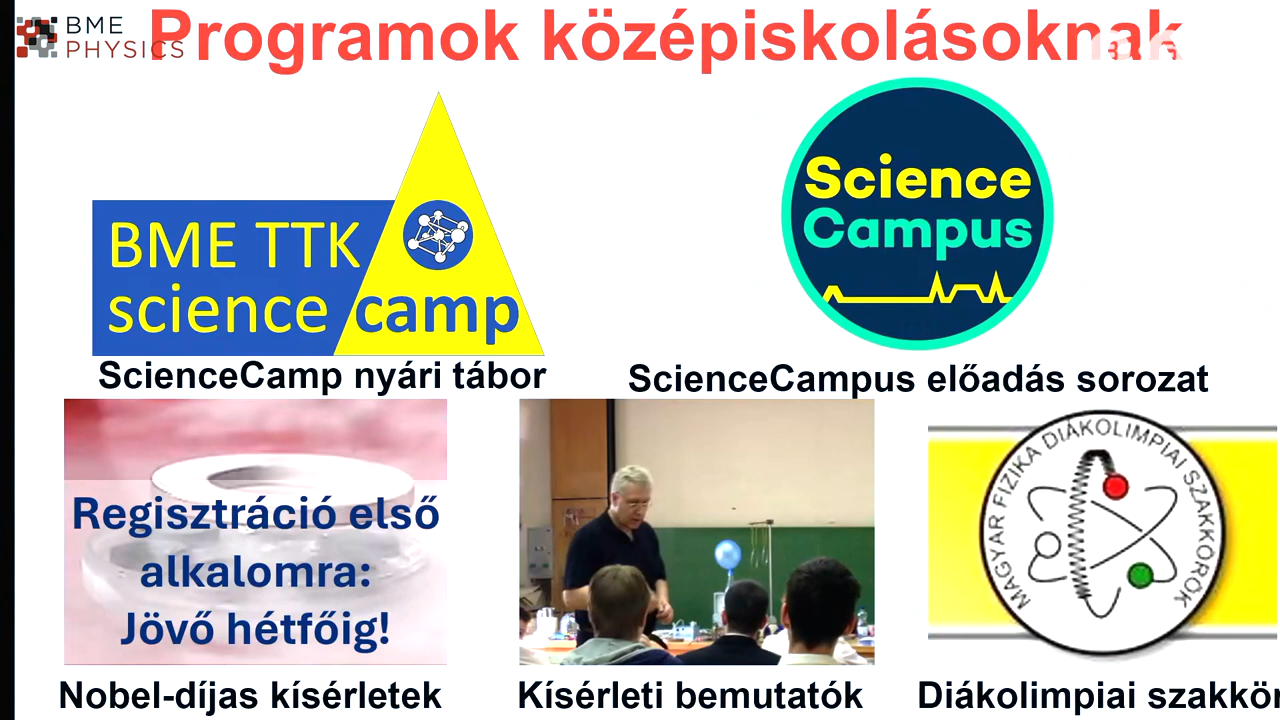 BME
PHYSICS
Programok középiskolásoknak
BME TTK
science camp
Science
Campus
ScienceCamp nyári tábor
ScienceCampus előadás sorozat
Regisztráció első
alkalomra:
Jövő hétfőig!
MAGYAR FIZIKA DIÁKOLIMPIAI SZAKKÖRÖK
Nobel-díjas kísérletek
Kísérleti bemutatók
Diákolimpiai szakkör